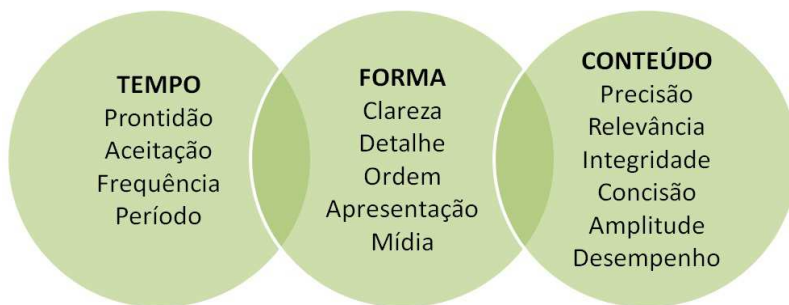 TEMPO
Prontidão
Aceitação
Frequência
Período
FORMA
Clareza
Detalhe
Ordem
Apresentação
Mídia
CONTEÚDO
Precisão
Relevância
Integridade
Concisão
Amplitude
Desempenho